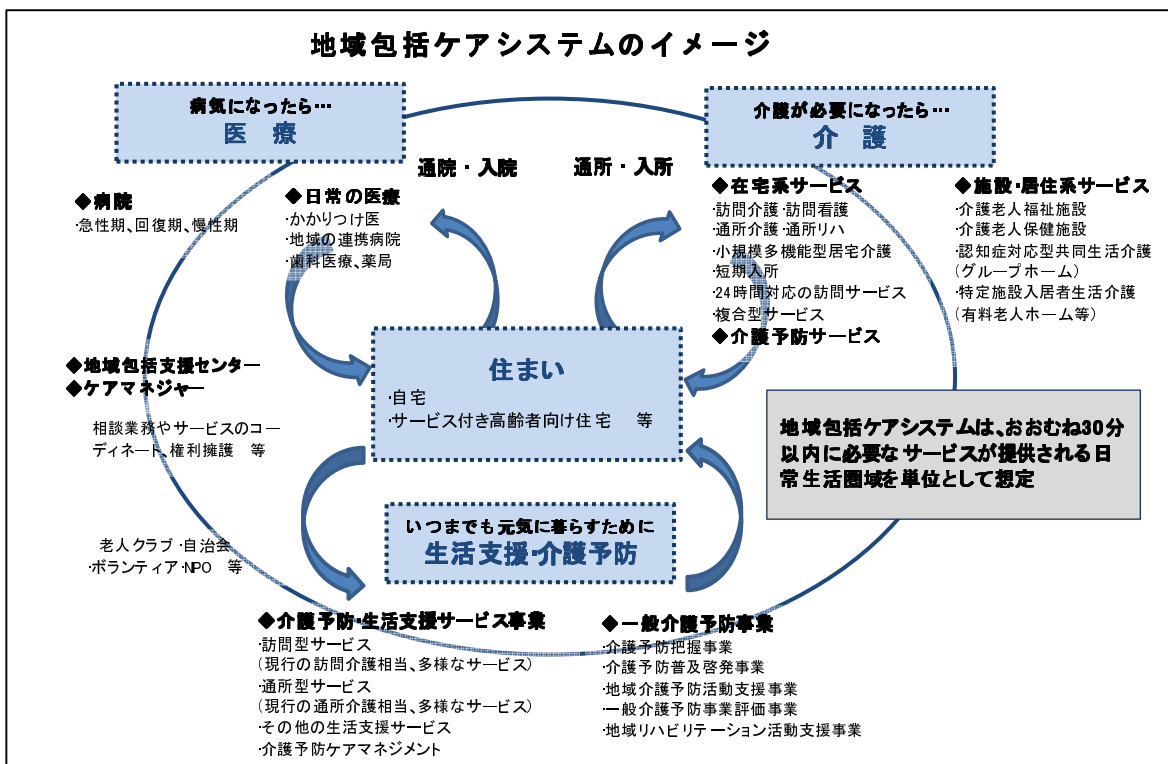 地域包括ケアシステムのイメージ
病気になったら…
医　療
介護が必要になったら…
介　護
通院・入院
通所・入所
◆病院
･急性期、回復期、慢性期
◆日常の医療
･かかりつけ医
･地域の連携病院
･歯科医療、薬局
◆在宅系サービス
･訪問介護･訪問看護
･通所介護･通所リハ
･小規模多機能型居宅介護
･短期入所
･24時間対応の訪問サービス
･複合型サービス
◆介護予防サービス
◆施設･居住系サービス
･介護老人福祉施設
･介護老人保健施設
･認知症対応型共同生活介護
(グループホーム)
･特定施設入居者生活介護
(有料老人ホーム等)
住まい
･自宅
･サービス付き高齢者向け住宅　等
◆地域包括支援センター
◆ケアマネジャー
相談業務やサービスのコー
ディネート、権利擁護　等
地域包括ケアシステムは、おおむね30分
以内に必要なサービスが提供される日
常生活圏域を単位として想定
いつまでも元気に暮らすために
生活支援･介護予防
老人クラブ･自治会
･ボランティア･NPO　等
◆介護予防･生活支援サービス事業
･訪問型サービス
(現行の訪問介護相当、多様なサービス)
･通所型サービス
(現行の通所介護相当、多様なサービス)
･その他の生活支援サービス
･介護予防ケアマネジメント
◆一般介護予防事業
･介護予防把握事業
･介護予防普及啓発事業
･地域介護予防活動支援事業
･一般介護予防事業評価事業
･地域リハビリテーション活動支援事業